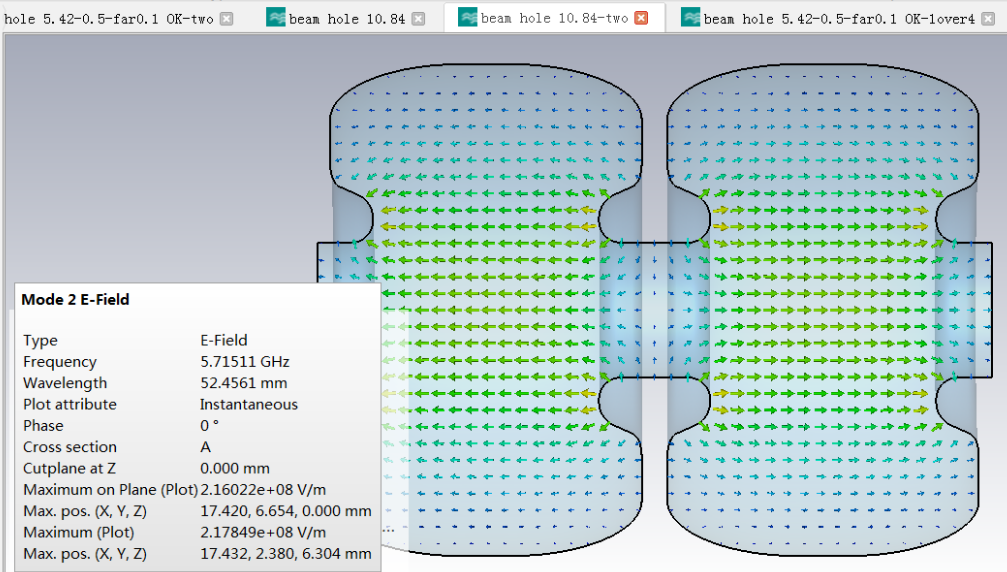 hole 5.42-0.5-far0.1 OK-two
beam hole 10.84
beam hole 10.84-two
beam hole 5.42-0.5-far0.1 OK-1over4
Mode 2 E-Field
Type E-Field
Frequency 5.71511 GHz
Wavelength 52.4561 mm
Plot attribute Instantaneous
Phase 0 °
Cross section A
Cutplane at Z 0.000 mm
Maximum on Plane (Plot) 2.16022e+08 V/m
Max. pos. (X, Y, Z) 17.420, 6.654, 0.000 mm
Maximum (Plot) 2.17849e+08 V/m
Max. pos. (X, Y, Z) 17.432, 2.380, 6.304 mm